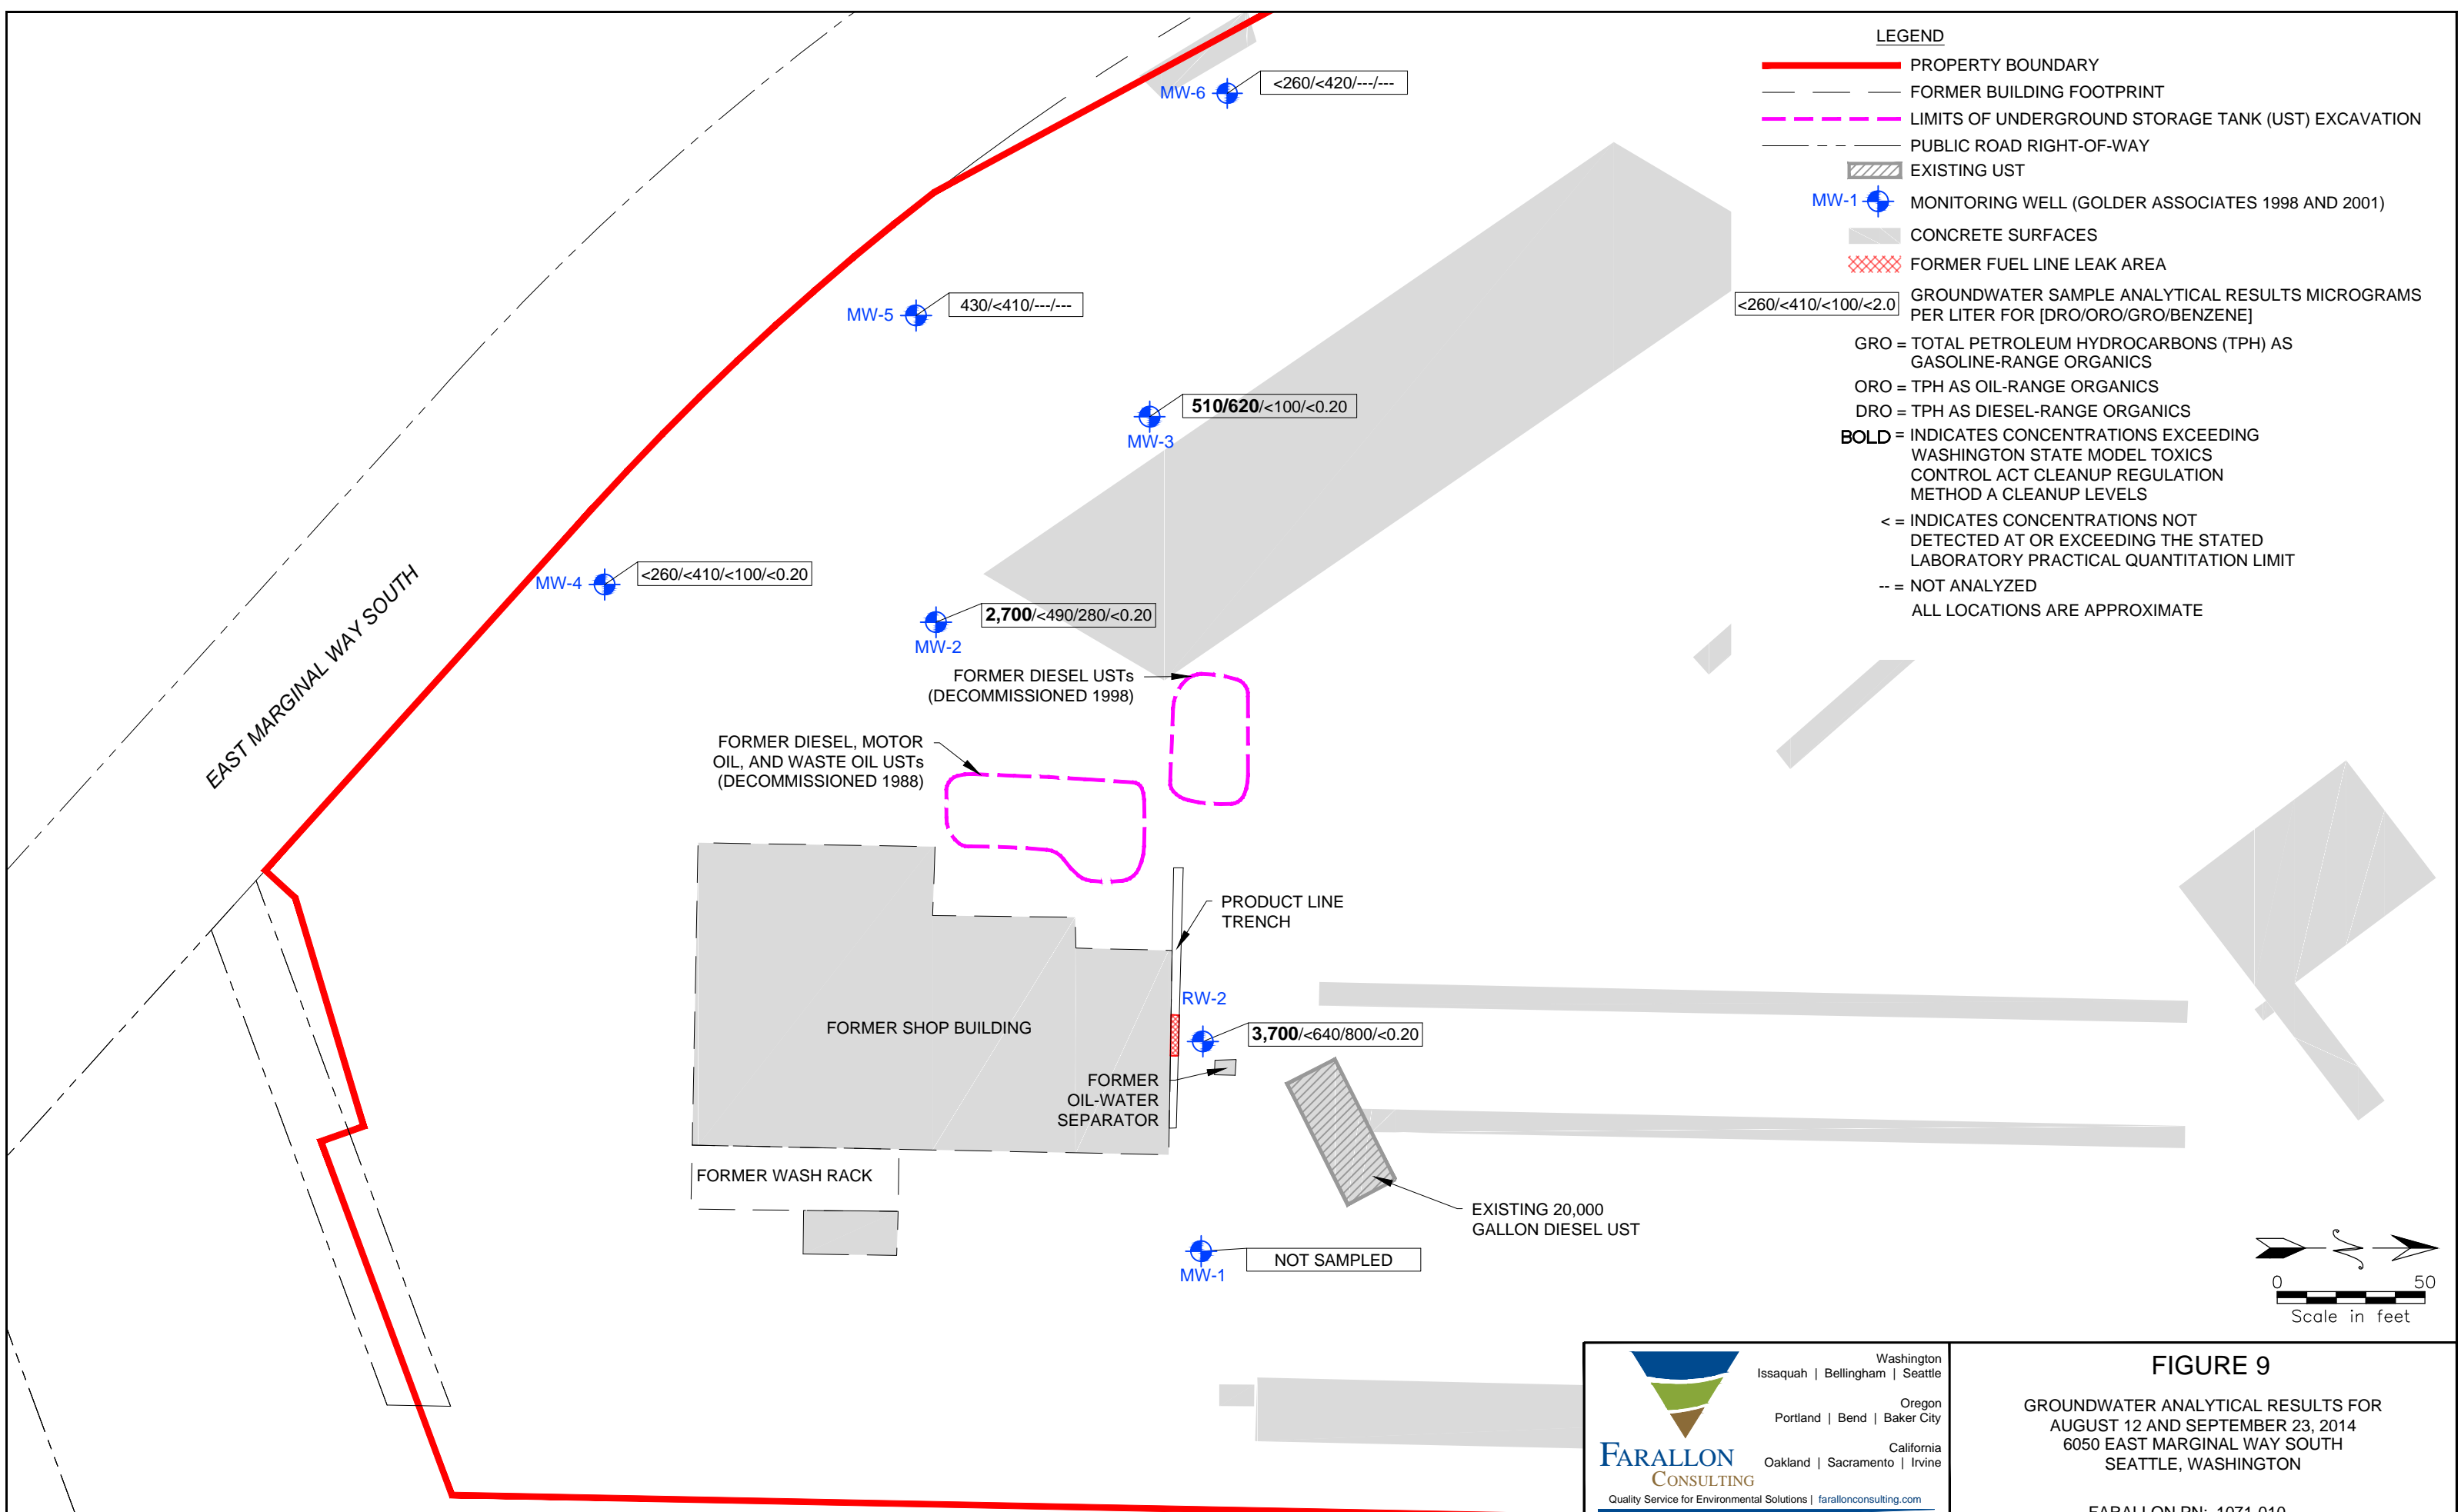 LEGEND
PROPERTY BOUNDARY
FORMER BUILDING FOOTPRINT
LIMITS OF UNDERGROUND STORAGE TANK (UST) EXCAVATION
PUBLIC ROAD RIGHT-OF-WAY
EXISTING UST
MW-1 MONITORING WELL (GOLDER ASSOCIATES 1998 AND 2001)
CONCRETE SURFACES
FORMER FUEL LINE LEAK AREA
<260/<410/<100/<2.0 GROUNDWATER SAMPLE ANALYTICAL RESULTS MICROGRAMS
PER LITER FOR [DRO/ORO/GRO/BENZENE]
GRO = TOTAL PETROLEUM HYDROCARBONS (TPH) AS
GASOLINE-RANGE ORGANICS
ORO = TPH AS OIL-RANGE ORGANICS
DRO = TPH AS DIESEL-RANGE ORGANICS
BOLD = INDICATES CONCENTRATIONS EXCEEDING
WASHINGTON STATE MODEL TOXICS
CONTROL ACT CLEANUP REGULATION
METHOD A CLEANUP LEVELS
< = INDICATES CONCENTRATIONS NOT
DETECTED AT OR EXCEEDING THE STATED
LABORATORY PRACTICAL QUANTITATION LIMIT
-- = NOT ANALYZED
ALL LOCATIONS ARE APPROXIMATE
MW-6
<260/<420/---/---
MW-5
430/<410/---/---
510/620/<100/<0.20
MW-3
MW-4
<260/<410/<100/<0.20
2,700/<490/280/<0.20
MW-2
EAST MARGINAL WAY SOUTH
FORMER DIESEL USTs
(DECOMMISSIONED 1998)
FORMER DIESEL, MOTOR
OIL, AND WASTE OIL USTs
(DECOMMISSIONED 1988)
PRODUCT LINE
TRENCH
RW-2
3,700/<640/800/<0.20
FORMER SHOP BUILDING
FORMER
OIL-WATER
SEPARATOR
FORMER WASH RACK
EXISTING 20,000
GALLON DIESEL UST
NOT SAMPLED
MW-1
0 50
Scale in feet
Washington
Issaquah | Bellingham | Seattle
Oregon
Portland | Bend | Baker City
California
Oakland | Sacramento | Irvine
FARALLON
CONSULTING
Quality Service for Environmental Solutions | farallonconsulting.com
FIGURE 9
GROUNDWATER ANALYTICAL RESULTS FOR
AUGUST 12 AND SEPTEMBER 23, 2014
6050 EAST MARGINAL WAY SOUTH
SEATTLE, WASHINGTON
FARALLON PN: 1071-010